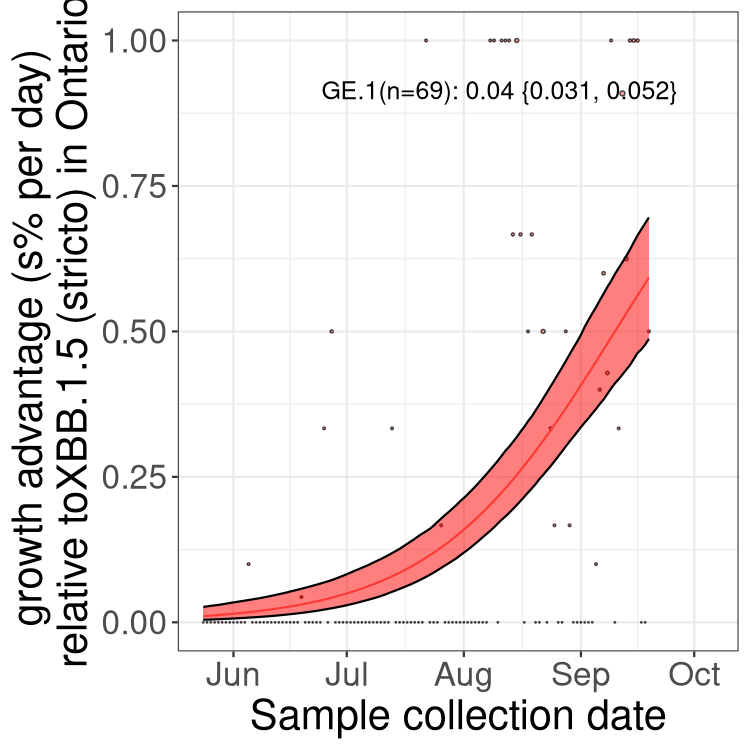 growth advantage (s% per day)
relative toXBB.1.5 (stricto) in Ontario
1.00
0.75
0.50
0.25
0.00
GE.1(n=69): 0.04 {0.031, 0.052}
Jun Jul Aug Sep Oct
Sample collection date